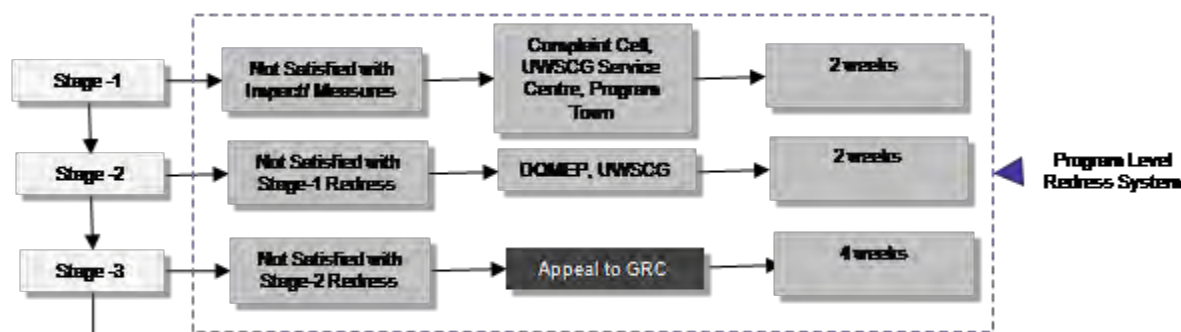 Stage -1
Not Satisfied with
Impact/ Measures
Complaint Cell,
UWSCG Service
Centre, Program
Town
2 weeks
Stage -2
Not Satisfied with
Stage-1 Redress
DOMEP, UWSCG
2 weeks
Program Level
Redress System
Stage -3
Not Satisfied with
Stage-2 Redress
Appeal to GRC
4 weeks